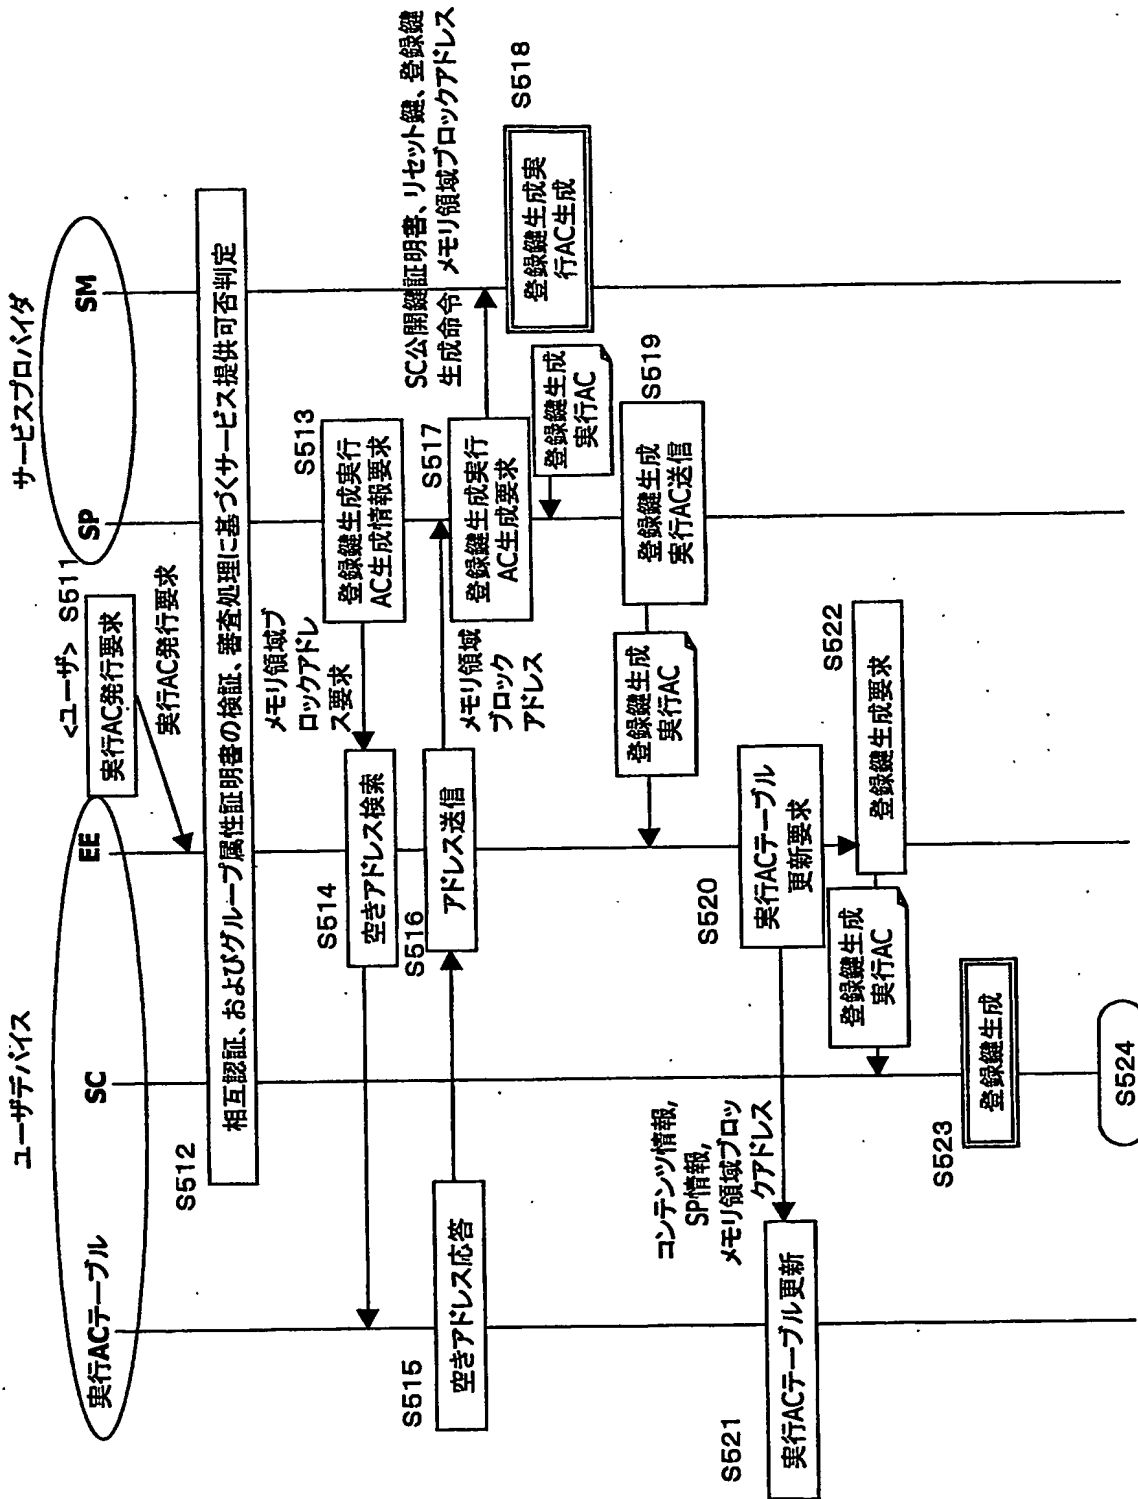 ユーザデバイス
サービスプロバイダ
実行ACテーブル
SC
EE
SP
SM
<ユーザ> S511
実行AC発行要求
実行AC発行要求
S512
相互認証、およびグループ属性証明書の検証、審査処理に基づくサービス提供可否判定
S513
登録鍵生成実行
AC生成情報要求
メモリ領域ブ
ロックアドレ
ス要求
S514
空きアドレス検索
S515
空きアドレス応答
S516
アドレス送信
メモリ領域
ブロック
アドレス
S517
登録鍵生成実行
AC生成要求
SC公開鍵証明書、リセット鍵、登録鍵
生成命令 メモリ領域ブロックアドレス
S518
登録鍵生成実
行AC生成
登録鍵生成
実行AC
S519
登録鍵生成
実行AC送信
登録鍵生成
実行AC
S520
実行ACテーブル
更新要求
コンテンツ情報,
SP情報,
メモリ領域ブロッ
クアドレス
S521
実行ACテーブル更新
S522
登録鍵生成要求
登録鍵生成
実行AC
S523
登録鍵生成
S524